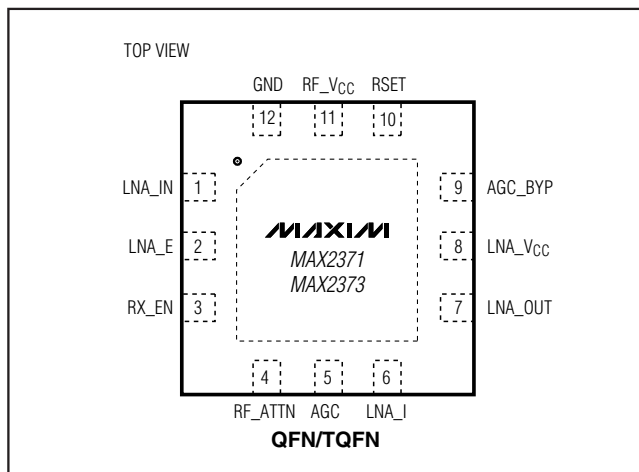 TOP VIEW
GND RF_VCC RSET
12 11 10
LNA_IN 1 9 AGC_BYP
MAXIM
LNA_E 2 MAX2371 8 LNA_VCC
MAX2373
RX_EN 3 7 LNA_OUT
4 5 6
RF_ATTN AGC LNA_I
QFN/TQFN